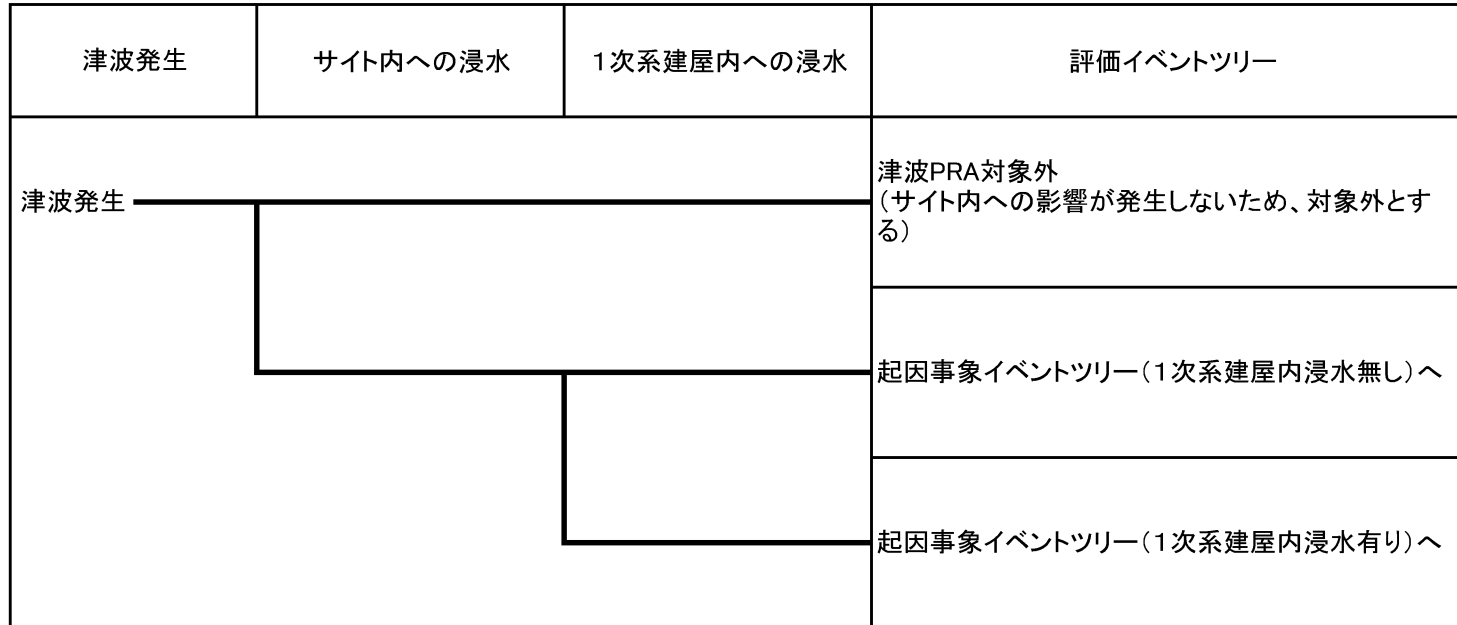 津波発生
サイト内への浸水
1次系建屋内への浸水
評価イベントツリー
津波発生
津波PRA対象外
(サイト内への影響が発生しないため、対象外とす
る)
起因事象イベントツリー(1次系建屋内浸水無し)へ
起因事象イベントツリー(1次系建屋内浸水有り)へ